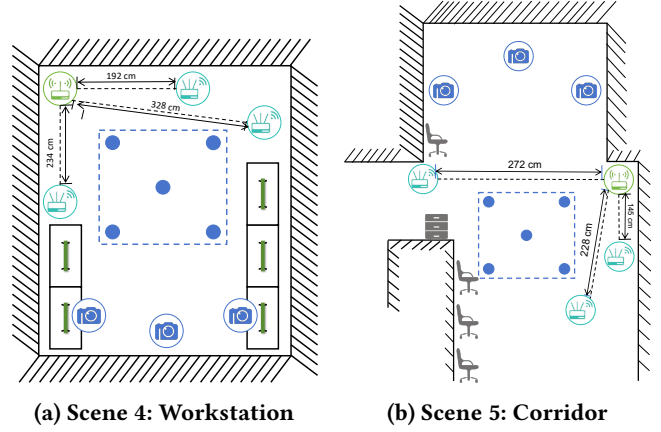 192 cm
328 cm
234 cm
272 cm
145 cm
228 cm
(a) Scene 4: Workstation
(b) Scene 5: Corridor